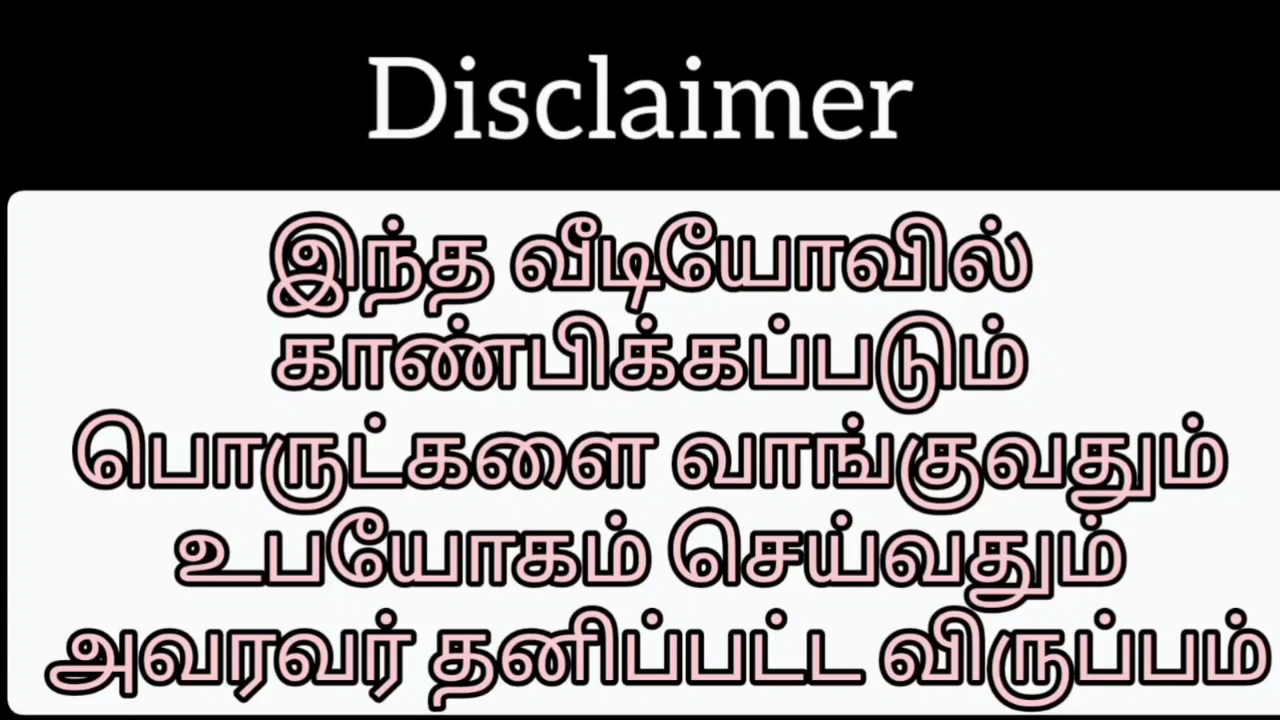 Disclaimer
இந்த வீடியோவில்
காண்பிக்கப்படும்
பொருட்களை வாங்குவதும்
உபயோகம் செய்வதும்
அவரவர் தனிப்பட்ட விருப்பம்